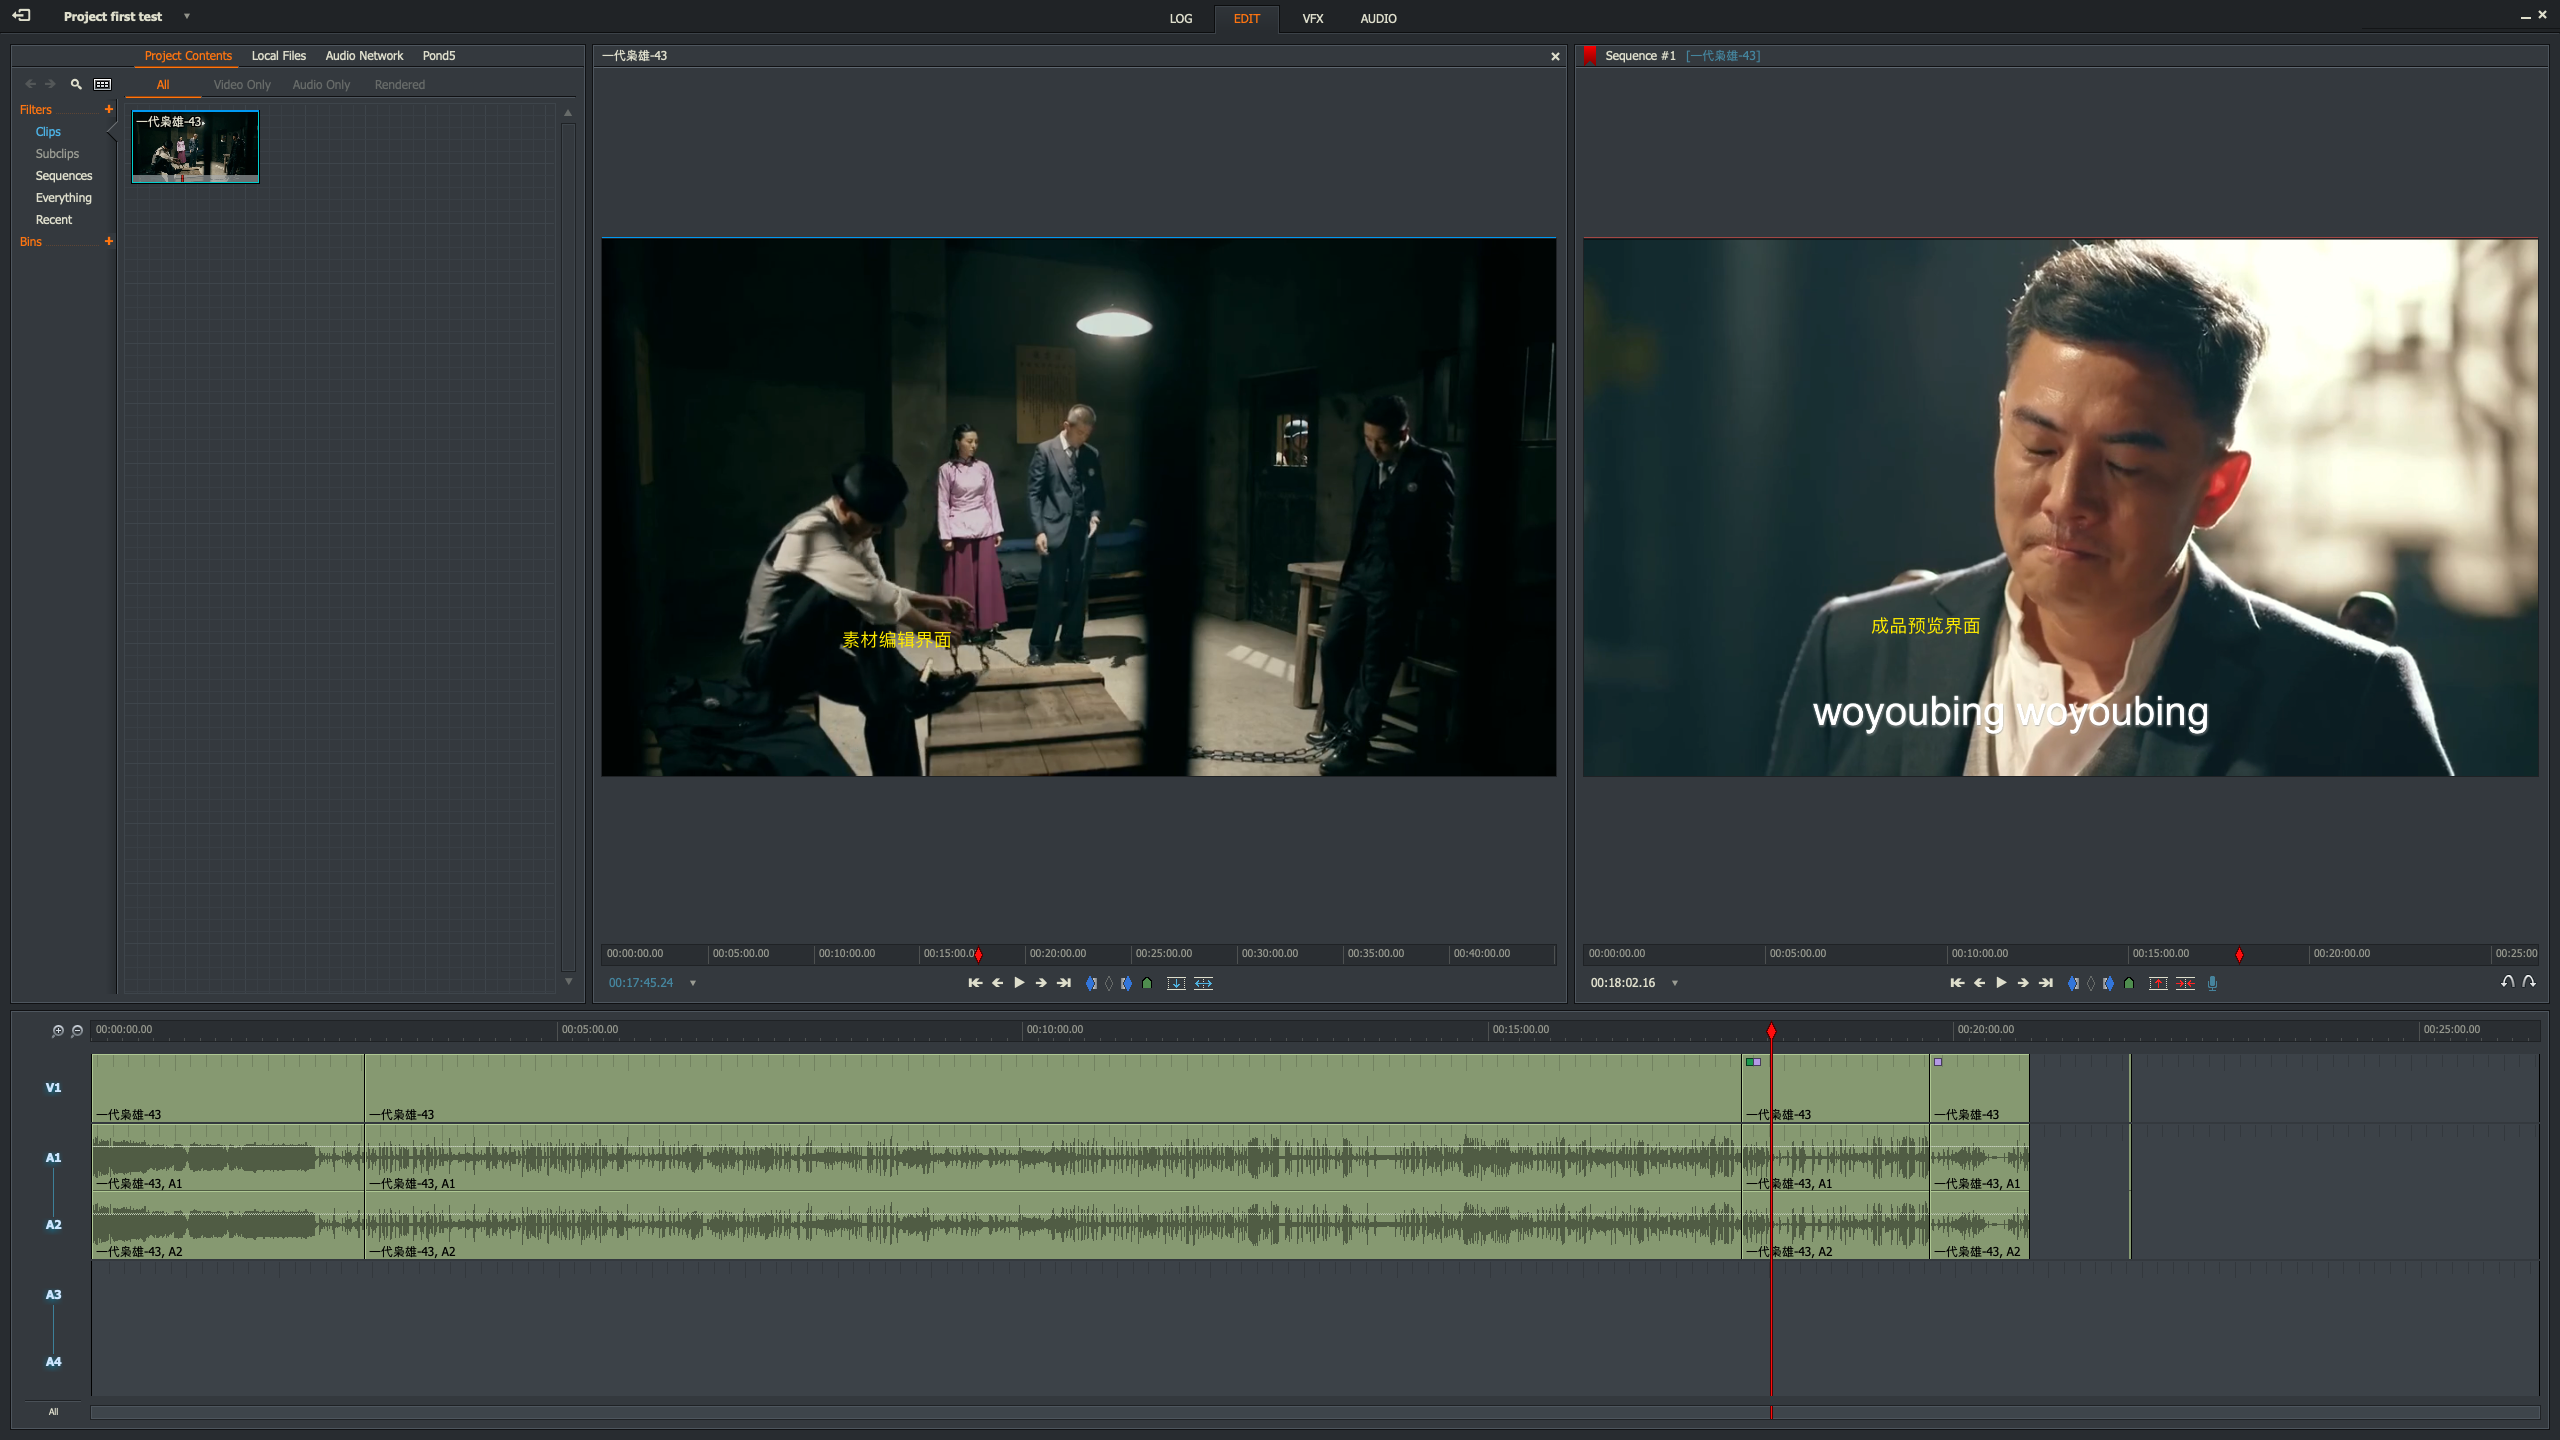 Project first test
LOG EDIT VFX AUDIO
Project Contents Local Files Audio Network Pond5
All Video Only Audio Only Rendered
Filters +
Clips
Subclips
Sequences
Everything
Recent
Bins +
一代枭雄-43
一代枭雄-43
素材编辑界面
00:00:00.00 00:05:00.00 00:10:00.00 00:15:00.0 00:20:00.00 00:25:00.00 00:30:00.00 00:35:00.00 00:40:00.00
00:17:45.24
Sequence #1 [一代枭雄-43]
成品预览界面
woyoubing woyoubing
00:00:00.00 00:05:00.00 00:10:00.00 00:15:00.00 00:20:00.00 00:25:00
00:18:02.16
00:00:00.00 00:05:00.00 00:10:00.00 00:15:00.00 00:20:00.00 00:25:00.00
V1
一代枭雄-43 一代枭雄-43 一代枭雄-43 一代枭雄-43
A1
一代枭雄-43, A1 一代枭雄-43, A1 一代枭雄-43, A1 一代枭雄-43, A1
A2
一代枭雄-43, A2 一代枭雄-43, A2 一代枭雄-43, A2 一代枭雄-43, A2
A3
A4
All